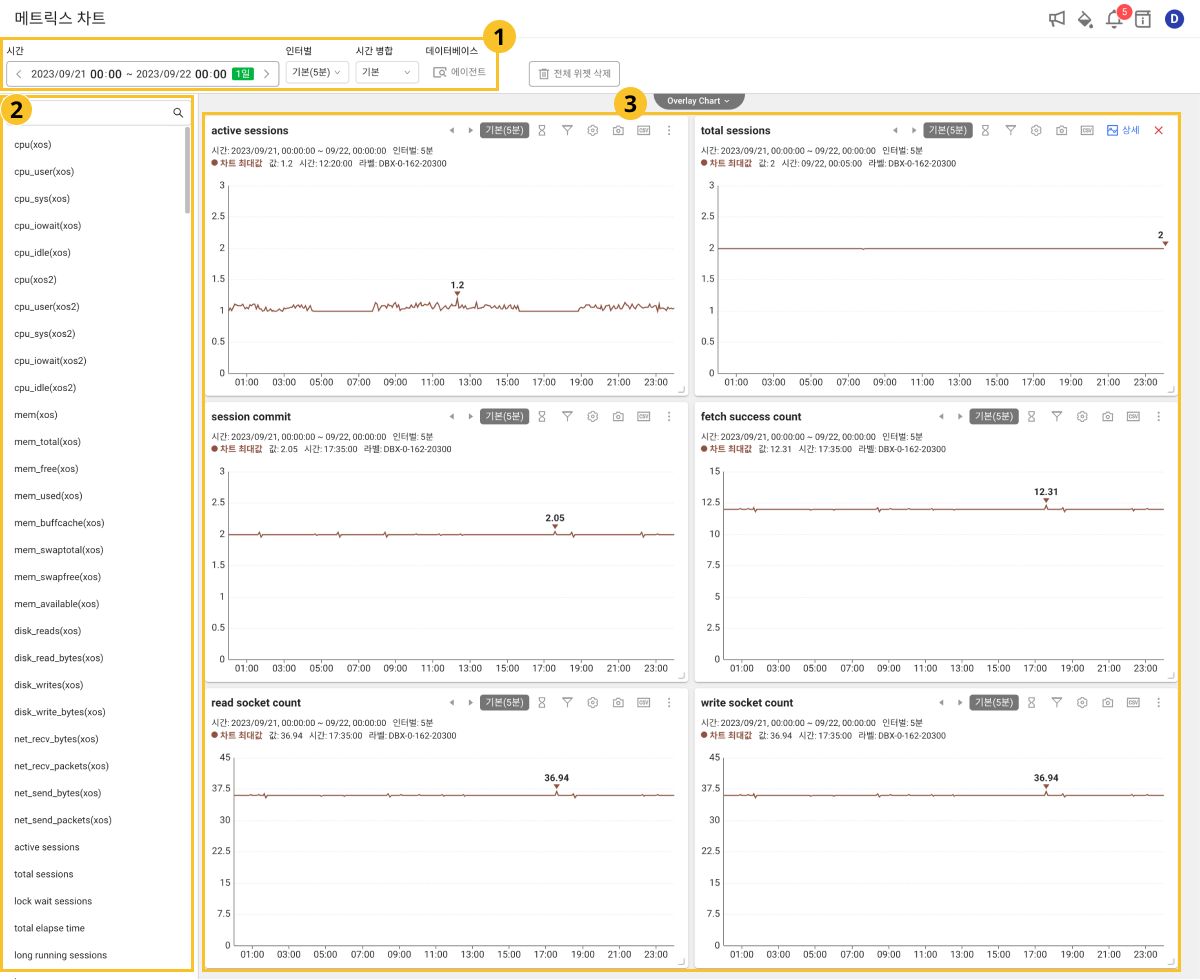 메트릭스 차트
5
D
1
시간
인터벌
시간 병합
데이터베이스
2023/09/21 00:00 ~ 2023/09/22 00:00 1일
기본(5분)
기본
에이전트
전체 위젯 삭제
2
cpu(xos)
cpu_user(xos)
cpu_sys(xos)
cpu_iowait(xos)
cpu_idle(xos)
cpu(xos2)
cpu_user(xos2)
cpu_sys(xos2)
cpu_iowait(xos2)
cpu_idle(xos2)
mem(xos)
mem_total(xos)
mem_free(xos)
mem_used(xos)
mem_buffcache(xos)
mem_swaptotal(xos)
mem_swapfree(xos)
mem_available(xos)
disk_reads(xos)
disk_read_bytes(xos)
disk_writes(xos)
disk_write_bytes(xos)
net_recv_bytes(xos)
net_recv_packets(xos)
net_send_bytes(xos)
net_send_packets(xos)
active sessions
total sessions
lock wait sessions
total elapse time
long running sessions
3
Overlay Chart
active sessions
기본(5분)
CSV
시간: 2023/09/21, 00:00:00 ~ 09/22, 00:00:00 인터벌: 5분
차트 최대값 값: 1.2 시간: 12:20:00 라벨: DBX-0-162-20300
3
2.5
2
1.5
1
0.5
0
1.2
01:00 03:00 05:00 07:00 09:00 11:00 13:00 15:00 17:00 19:00 21:00 23:00
total sessions
기본(5분)
CSV
상세
시간: 2023/09/21, 00:00:00 ~ 09/22, 00:00:00 인터벌: 5분
차트 최대값 값: 2 시간: 09/22, 00:05:00 라벨: DBX-0-162-20300
3
2.5
2
1.5
1
0.5
0
2
01:00 03:00 05:00 07:00 09:00 11:00 13:00 15:00 17:00 19:00 21:00 23:00
session commit
기본(5분)
CSV
시간: 2023/09/21, 00:00:00 ~ 09/22, 00:00:00 인터벌: 5분
차트 최대값 값: 2.05 시간: 17:35:00 라벨: DBX-0-162-20300
3
2.5
2
1.5
1
0.5
0
2.05
01:00 03:00 05:00 07:00 09:00 11:00 13:00 15:00 17:00 19:00 21:00 23:00
fetch success count
기본(5분)
CSV
시간: 2023/09/21, 00:00:00 ~ 09/22, 00:00:00 인터벌: 5분
차트 최대값 값: 12.31 시간: 17:35:00 라벨: DBX-0-162-20300
15
12.5
10
7.5
5
2.5
0
12.31
01:00 03:00 05:00 07:00 09:00 11:00 13:00 15:00 17:00 19:00 21:00 23:00
read socket count
기본(5분)
CSV
시간: 2023/09/21, 00:00:00 ~ 09/22, 00:00:00 인터벌: 5분
차트 최대값 값: 36.94 시간: 17:35:00 라벨: DBX-0-162-20300
45
37.5
30
22.5
15
7.5
0
36.94
01:00 03:00 05:00 07:00 09:00 11:00 13:00 15:00 17:00 19:00 21:00 23:00
write socket count
기본(5분)
CSV
시간: 2023/09/21, 00:00:00 ~ 09/22, 00:00:00 인터벌: 5분
차트 최대값 값: 36.94 시간: 17:35:00 라벨: DBX-0-162-20300
45
37.5
30
22.5
15
7.5
0
36.94
01:00 03:00 05:00 07:00 09:00 11:00 13:00 15:00 17:00 19:00 21:00 23:00